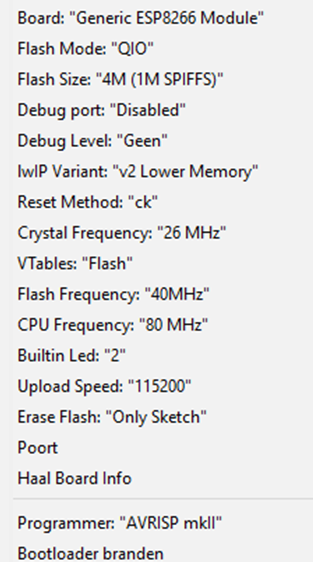 Board: "Generic ESP8266 Module"
Flash Mode: "QIO"
Flash Size: "4M (1M SPIFFS)"
Debug port: "Disabled"
Debug Level: "Geen"
lwIP Variant: "v2 Lower Memory"
Reset Method: "ck"
Crystal Frequency: "26 MHz"
VTables: "Flash"
Flash Frequency: "40MHz"
CPU Frequency: "80 MHz"
Builtin Led: "2"
Upload Speed: "115200"
Erase Flash: "Only Sketch"
Poort
Haal Board Info
Programmer: "AVRISP mkII"
Bootloader branden